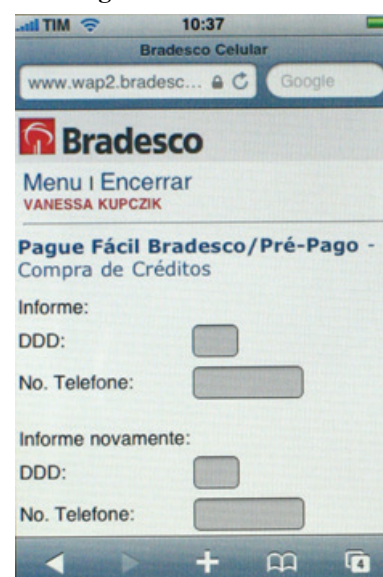 TIM 10:37
Bradesco Celular
www.wap2.bradesc... Google
Bradesco
Menu | Encerrar
VANESSA KUPCZIK
Pague Fácil Bradesco/Pré-Pago -
Compra de Créditos
Informe:
DDD:
No. Telefone:
Informe novamente:
DDD:
No. Telefone:
4